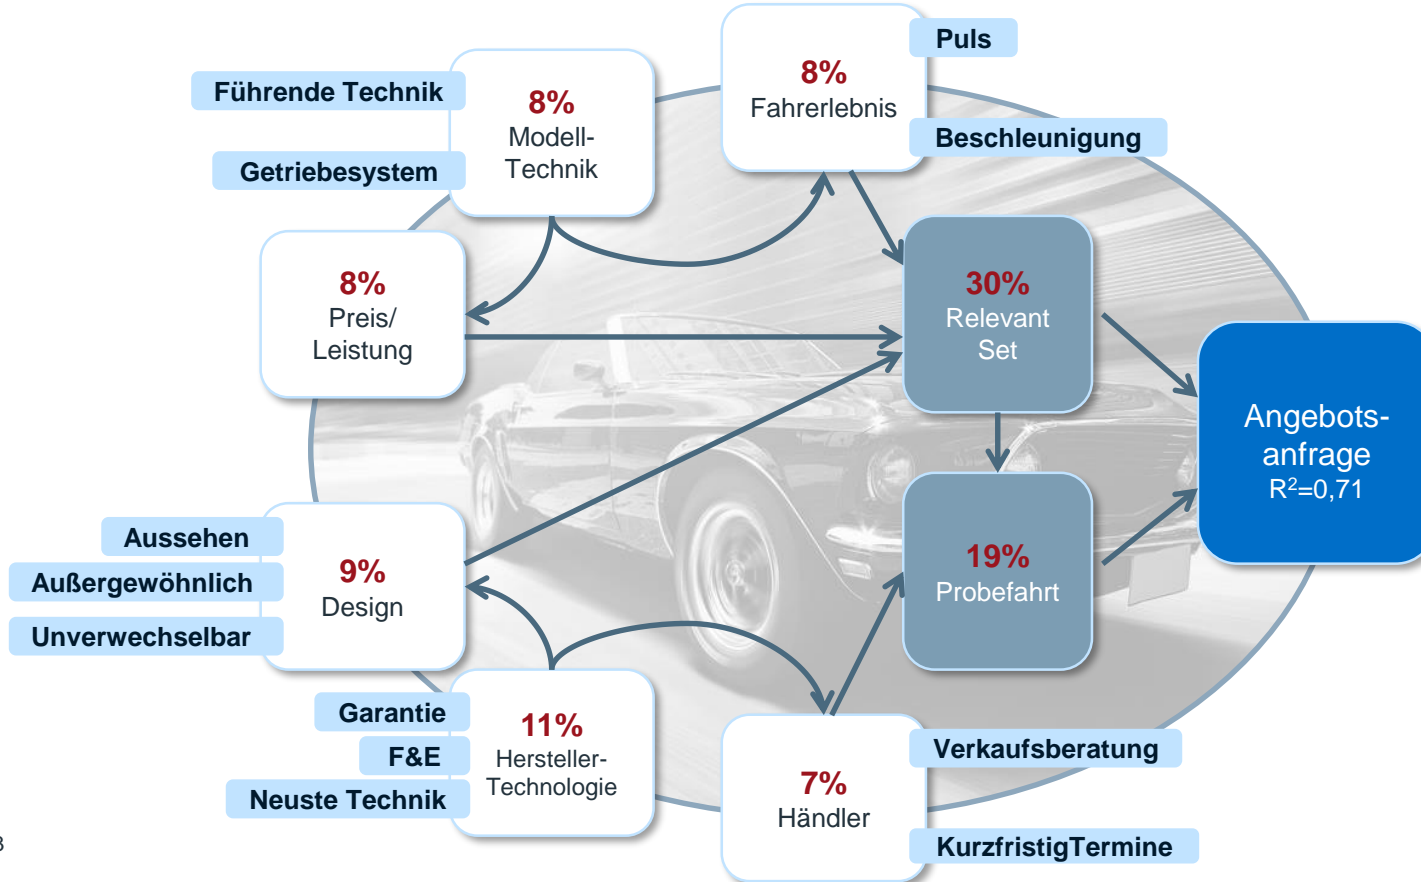 Puls
8%
Fahrerlebnis
Beschleunigung
Führende Technik
Getriebesystem
8%
Modell-
Technik
8%
Preis/
Leistung
30%
Relevant
Set
Angebots-
anfrage
R²=0,71
19%
Probefahrt
Aussehen
Außergewöhnlich
Unverwechselbar
9%
Design
Garantie
F&E
Neuste Technik
11%
Hersteller-
Technologie
7%
Händler
Verkaufsberatung
KurzfristigTermine